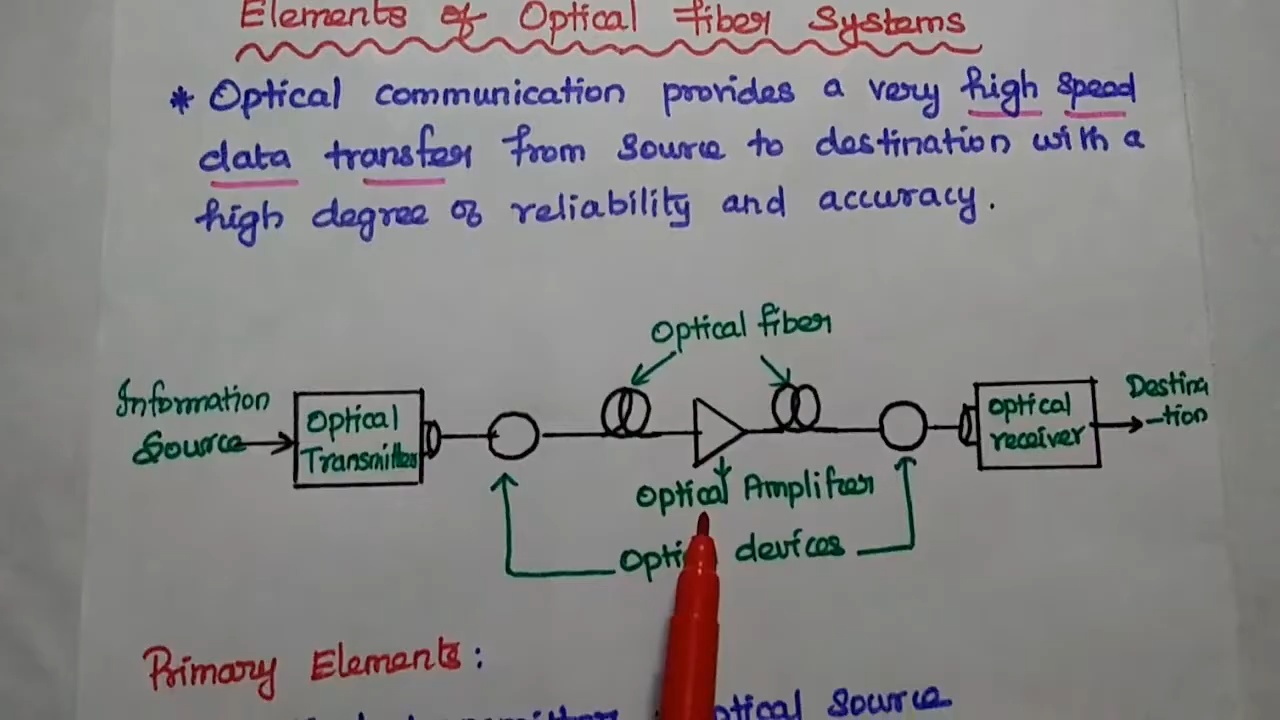 Elements of Optical Fiber Systems
* Optical communication provides a very high speed
data transfer from source to destination with a
high degree of reliability and accuracy.
Optical fiber
Information
Source
Optical
Transmitter
Optical
receiver
Destina
-tion
Optical Amplifier
devices
Primary Elements:
optical source